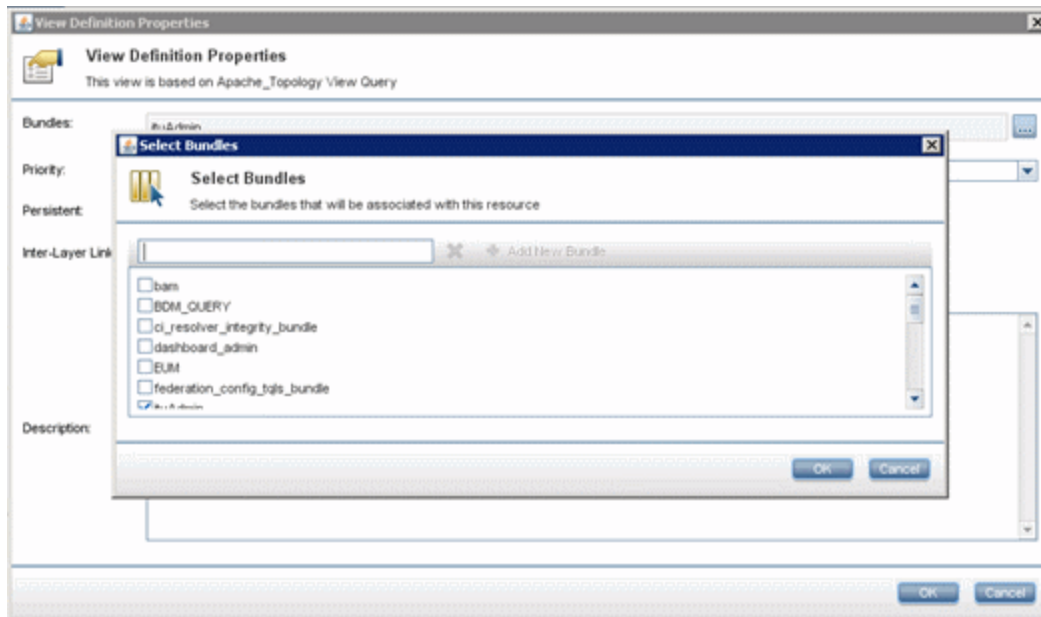 View Definition Properties
View Definition Properties
This view is based on Apache_Topology View Query
Bundles:
ituAdmin
...
Select Bundles
Priority:
Select Bundles
Select the bundles that will be associated with this resource
Persistent:
Inter-Layer Link
Add New Bundle
bam
BDM_QUERY
ci_resolver_integrity_bundle
dashboard_admin
EUM
federation_config_tqls_bundle
ituAdmin
Description:
OK
Cancel
OK
Cancel